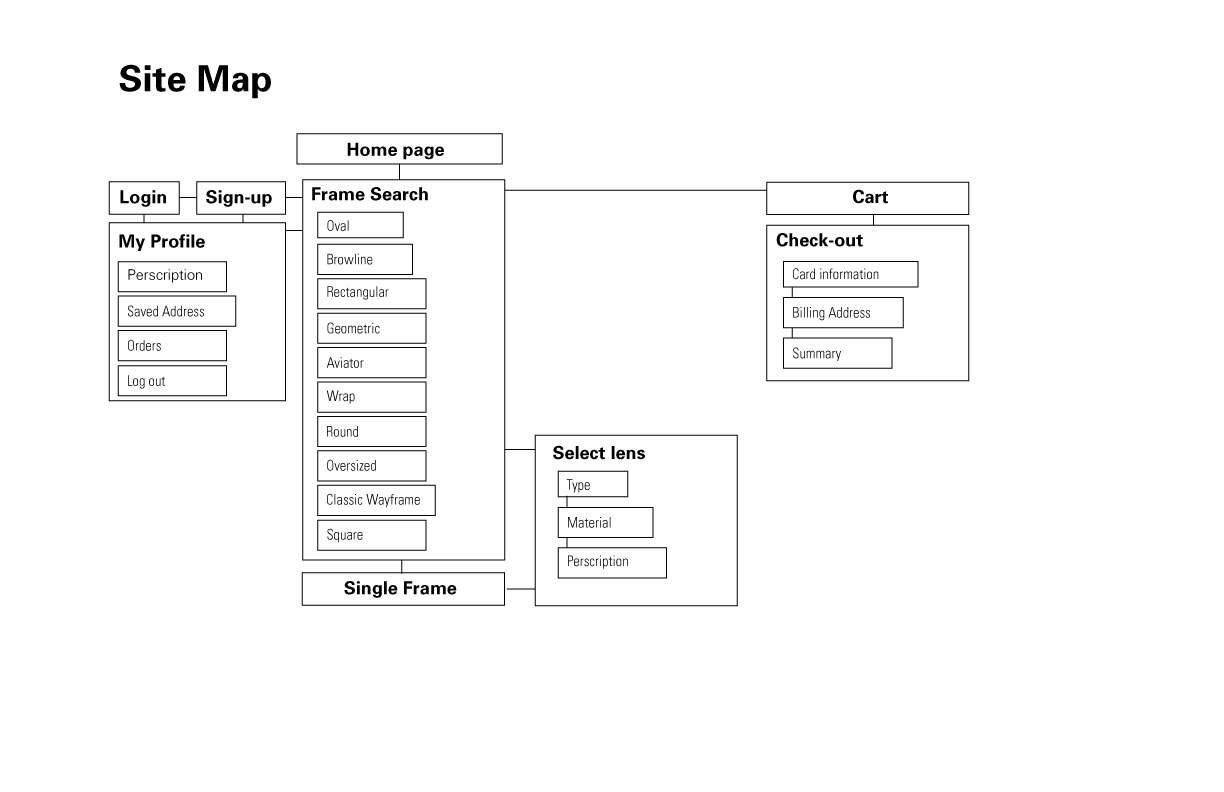 Site Map
Home page
Login
Sign-up
My Profile
Perscription
Saved Address
Orders
Log out
Frame Search
Oval
Browline
Rectangular
Geometric
Aviator
Wrap
Round
Oversized
Classic Wayframe
Square
Single Frame
Select lens
Type
Material
Perscription
Cart
Check-out
Card information
Billing Address
Summary